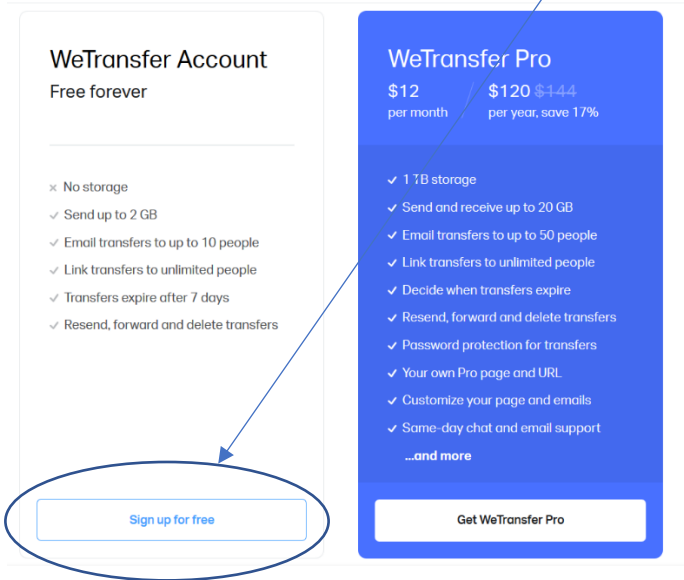 WeTransfer Account
Free forever
No storage
Send up to 2 GB
Email transfers to up to 10 people
Link transfers to unlimited people
Transfers expire after 7 days
Resend, forward and delete transfers
Sign up for free
WeTransfer Pro
$12 $120 $144
per month per year, save 17%
1 TB storage
Send and receive up to 20 GB
Email transfers to up to 50 people
Link transfers to unlimited people
Decide when transfers expire
Resend, forward and delete transfers
Password protection for transfers
Your own Pro page and URL
Customize your page and emails
Same-day chat and email support
...and more
Get WeTransfer Pro